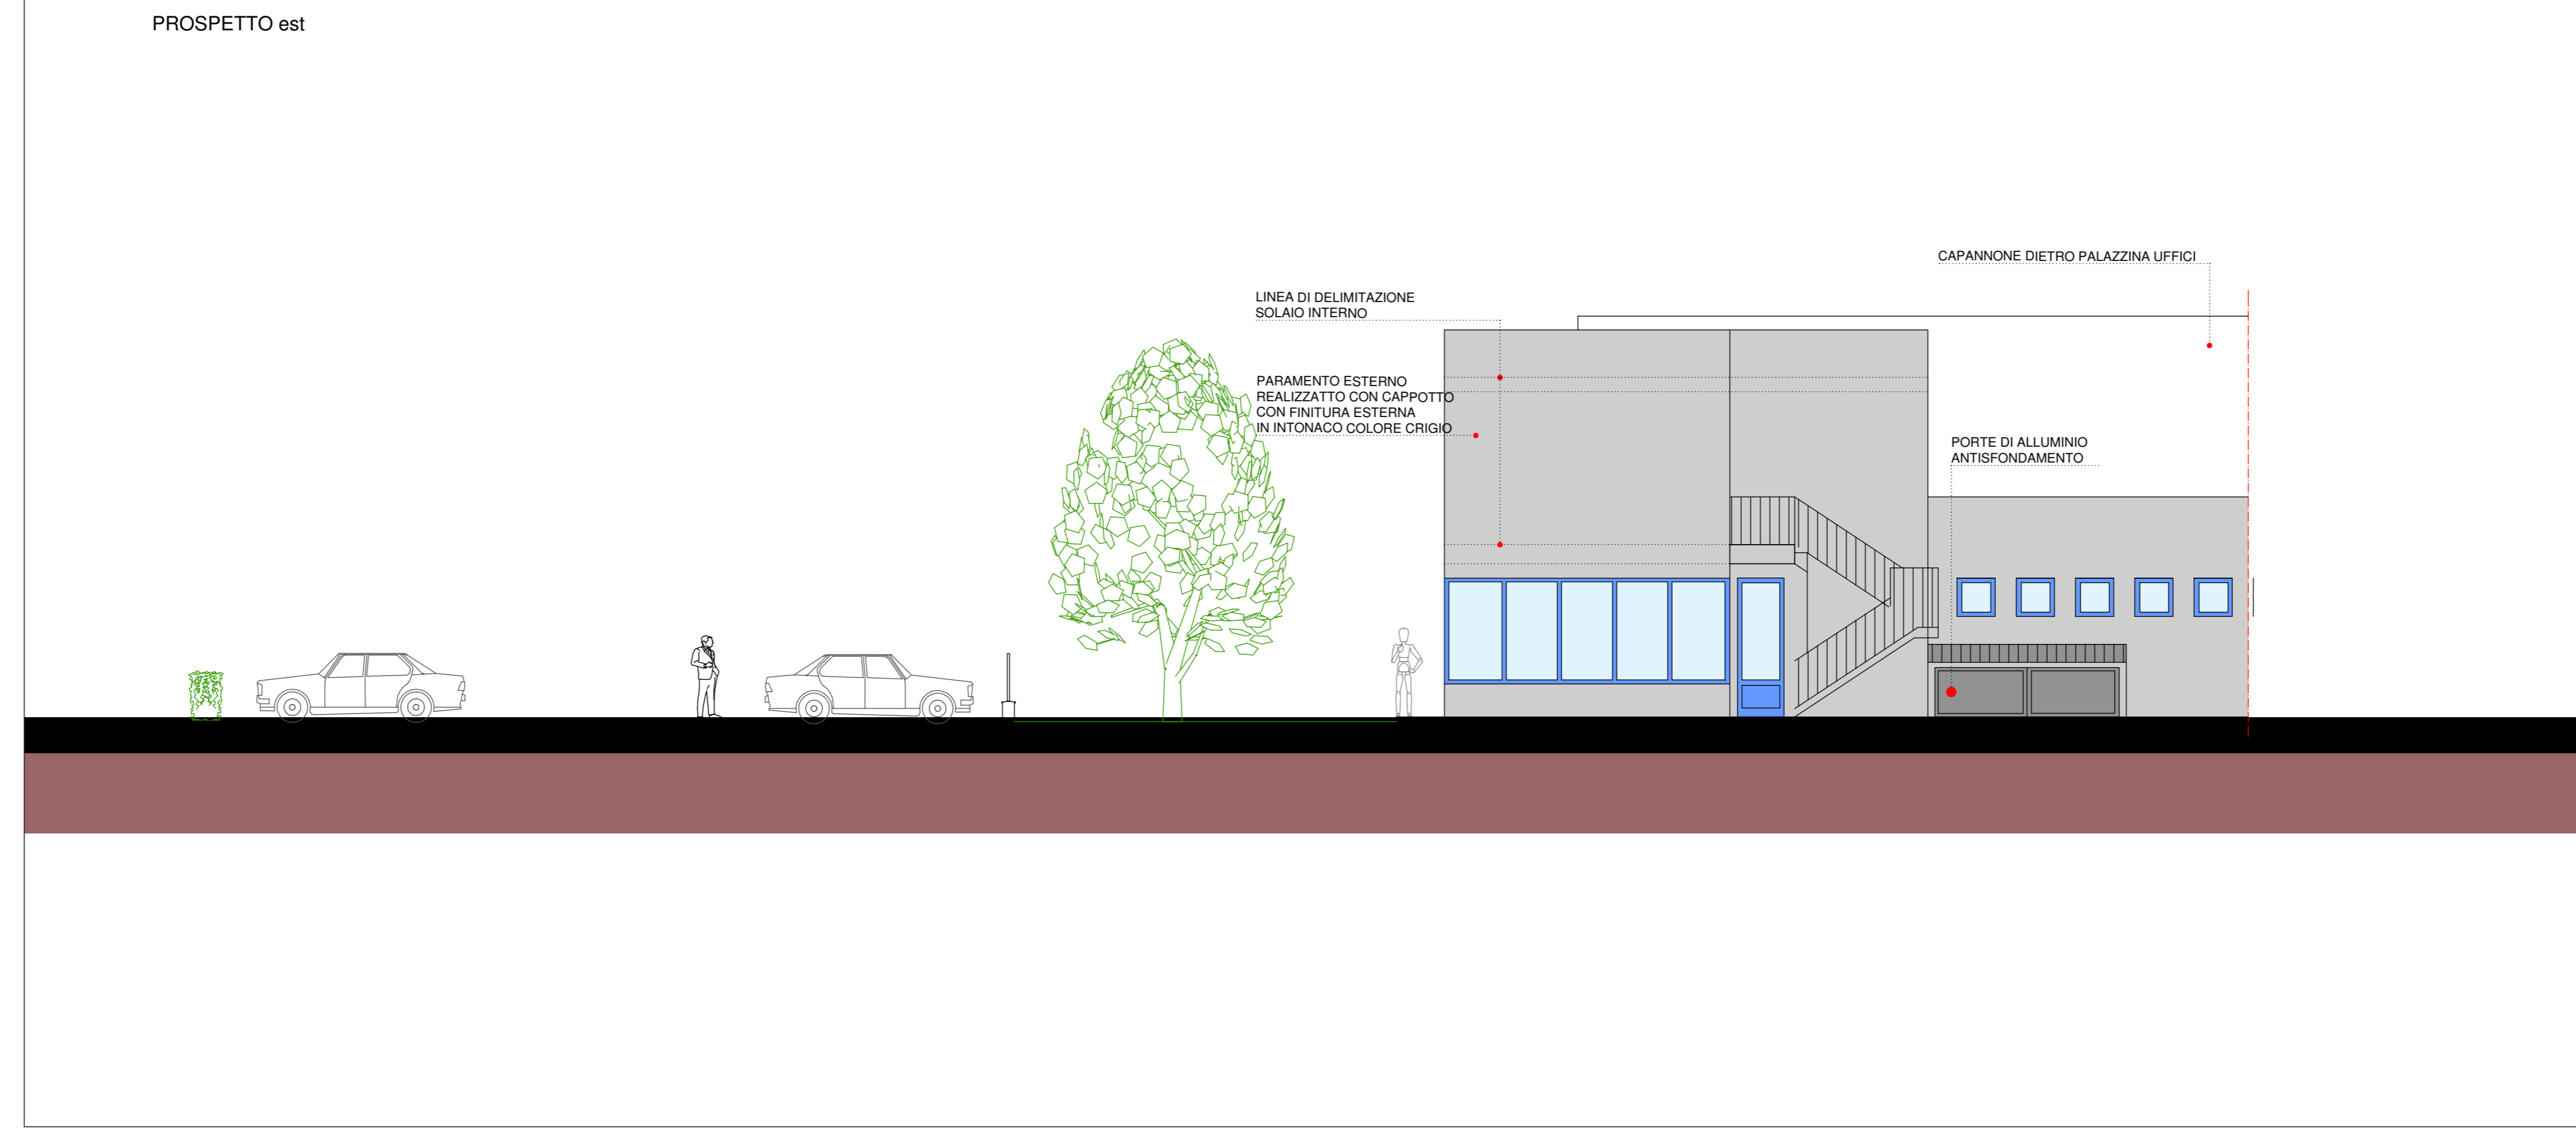 PROSPETTO est
CAPANNONE DIETRO PALAZZINA UFFICI
LINEA DI DELIMITAZIONE
SOLAIO INTERNO
PARAMENTO ESTERNO
REALIZZATTO CON CAPPOTTO
CON FINITURA ESTERNA
IN INTONACO COLORE CRIGIO
PORTE DI ALLUMINIO
ANTISFONDAMENTO